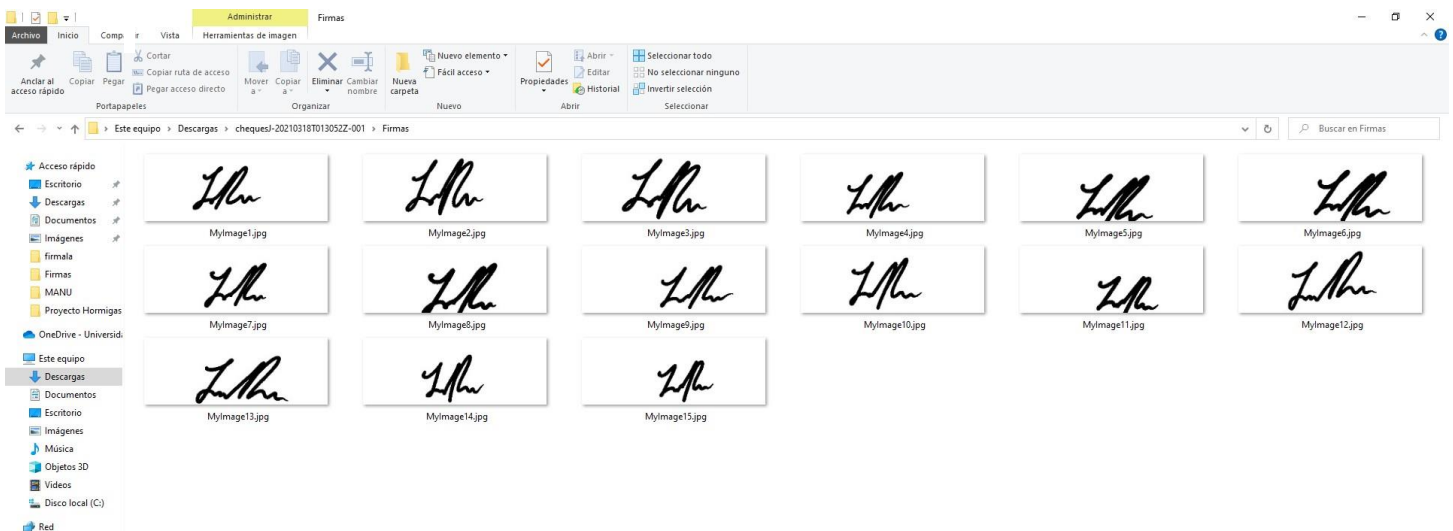 Administrar Firmas
Archivo Inicio Compa ir Vista Herramientas de imagen
Anclar al acceso rápido
Copiar
Pegar
Cortar
Copiar ruta de acceso
Pegar acceso directo
Portapapeles
Mover a
Copiar a
Eliminar
Cambiar nombre
Organizar
Nueva carpeta
Nuevo elemento
Fácil acceso
Nuevo
Propiedades
Abrir
Editar
Historial
Abrir
Seleccionar todo
No seleccionar ninguno
Invertir selección
Seleccionar
Este equipo > Descargas > chequesJ-20210318T013052Z-001 > Firmas
Buscar en Firmas
Acceso rápido
Escritorio
Descargas
Documentos
Imágenes
firmala
Firmas
MANU
Proyecto Hormigas
OneDrive - Universida
Este equipo
Descargas
Documentos
Escritorio
Imágenes
Música
Objetos 3D
Videos
Disco local (C:)
Red
MyImage1.jpg MyImage2.jpg MyImage3.jpg MyImage4.jpg MyImage5.jpg MyImage6.jpg
MyImage7.jpg MyImage8.jpg MyImage9.jpg MyImage10.jpg MyImage11.jpg MyImage12.jpg
MyImage13.jpg MyImage14.jpg MyImage15.jpg